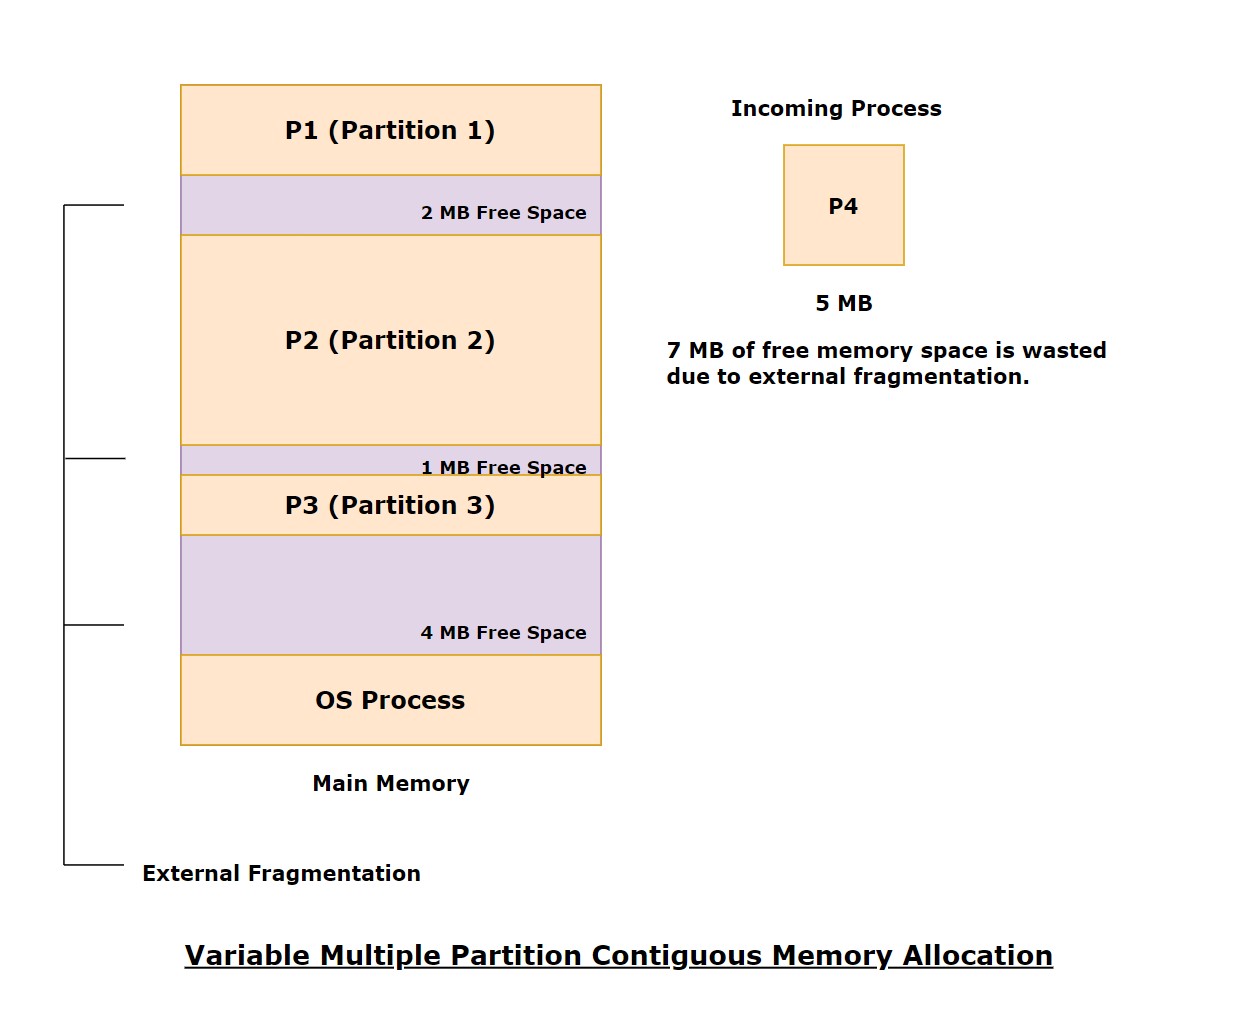 P1 (Partition 1)
2 MB Free Space
P2 (Partition 2)
1 MB Free Space
P3 (Partition 3)
4 MB Free Space
OS Process
Main Memory
External Fragmentation
Incoming Process
P4
5 MB
7 MB of free memory space is wasted
due to external fragmentation.
Variable Multiple Partition Contiguous Memory Allocation